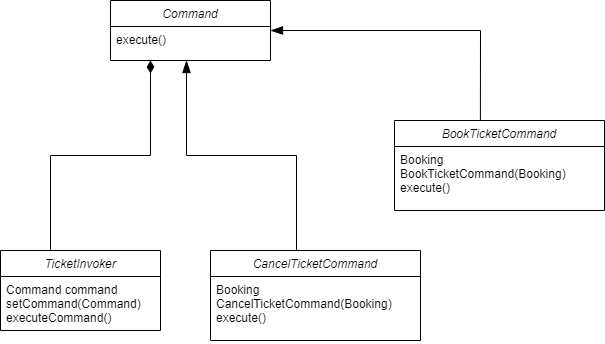 Command
execute()
BookTicketCommand
Booking
BookTicketCommand(Booking)
execute()
TicketInvoker
Command command
setCommand(Command)
executeCommand()
CancelTicketCommand
Booking
CancelTicketCommand(Booking)
execute()